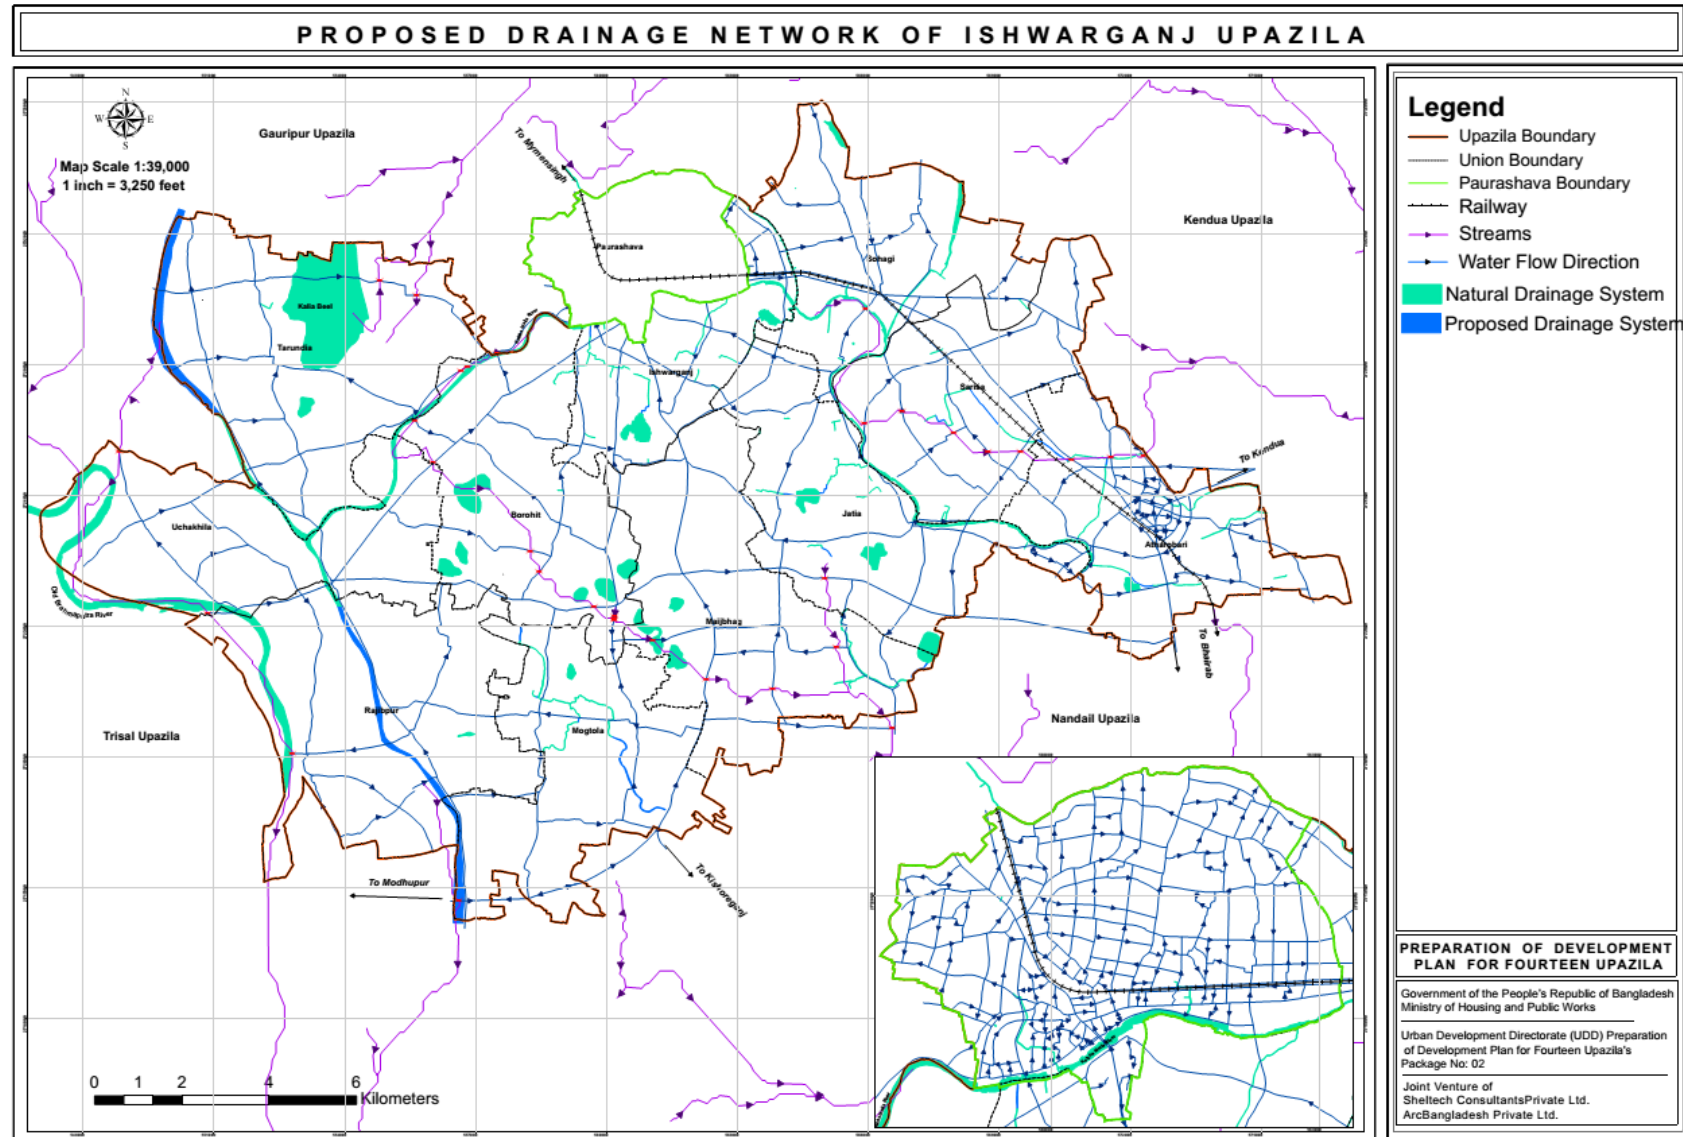 PROPOSED DRAINAGE NETWORK OF ISHWARGANJ UPAZILA
N
W E
S
Map Scale 1:39,000
1 inch = 3,250 feet
Gauripur Upazila
To Mymensingh
Kendua Upazila
Paurashava
Sohagi
Kalia Beel
Tarundia
Ishwarganj
Sarisa
To Kendua
Uchakhila
Borohit
Jatia
Atharobari
Old Brahmaputra River
Maijbhag
To Bhairab
Rajibpur
Mogtola
Trisal Upazila
Nandail Upazila
To Modhupur
To Kishoreganj
0 1 2 4 6
Kilometers
Legend
Upazila Boundary
Union Boundary
Paurashava Boundary
Railway
Streams
Water Flow Direction
Natural Drainage System
Proposed Drainage System
PREPARATION OF DEVELOPMENT
PLAN FOR FOURTEEN UPAZILA
Government of the People's Republic of Bangladesh
Ministry of Housing and Public Works
Urban Development Directorate (UDD) Preparation
of Development Plan for Fourteen Upazila's
Package No: 02
Joint Venture of
Sheltech ConsultantsPrivate Ltd.
ArcBangladesh Private Ltd.